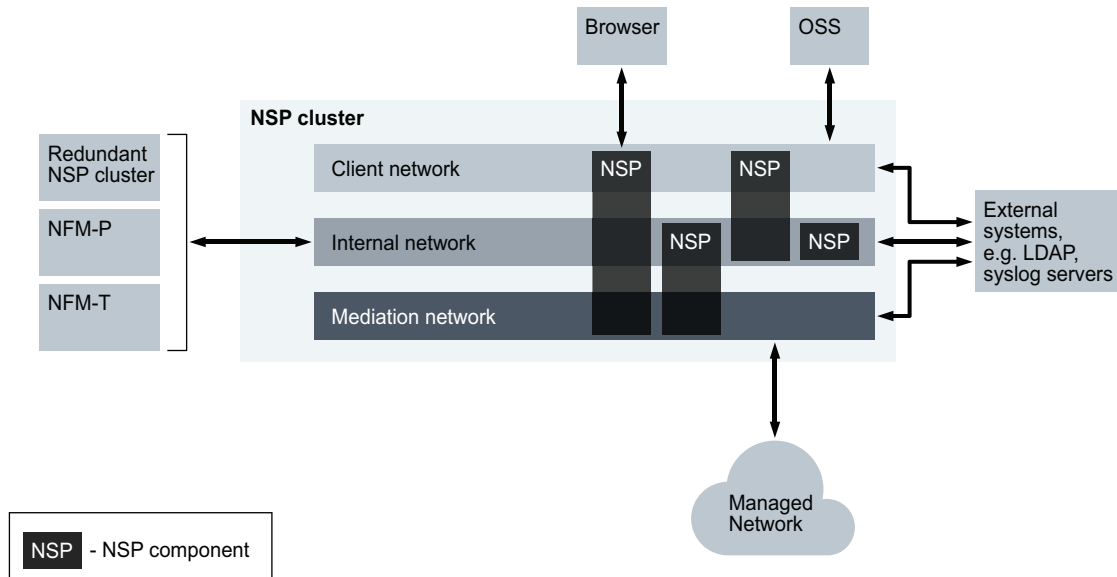 Browser
OSS
NSP cluster
Redundant
NSP cluster
NFM-P
NFM-T
Client network
NSP
NSP
Internal network
NSP
NSP
Mediation network
External
systems,
e.g. LDAP,
syslog servers
Managed
Network
NSP - NSP component